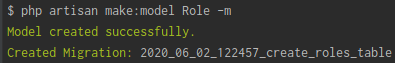 $ php artisan make:model Role -m
Model created successfully.
Created Migration: 2020_06_02_122457_create_roles_table